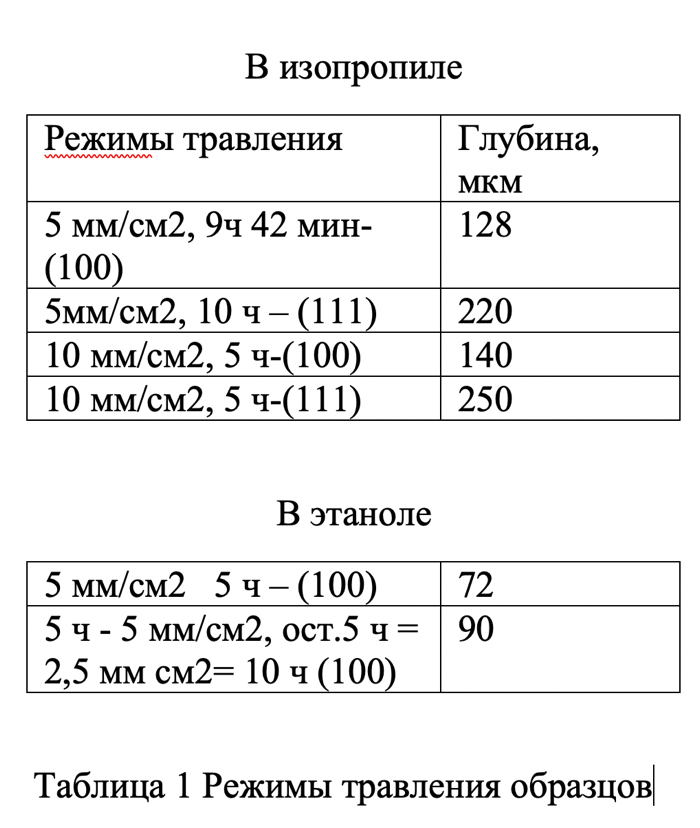 В изопропиле
Режимы травления
Глубина,
мкм
5 мм/см2, 9ч 42 мин-
(100)
128
5мм/см2, 10 ч – (111)
220
10 мм/см2, 5 ч-(100)
140
10 мм/см2, 5 ч-(111)
250
В этаноле
5 мм/см2   5 ч – (100)
72
5 ч - 5 мм/см2, ост.5 ч =
2,5 мм см2= 10 ч (100)
90
Таблица 1 Режимы травления образцов